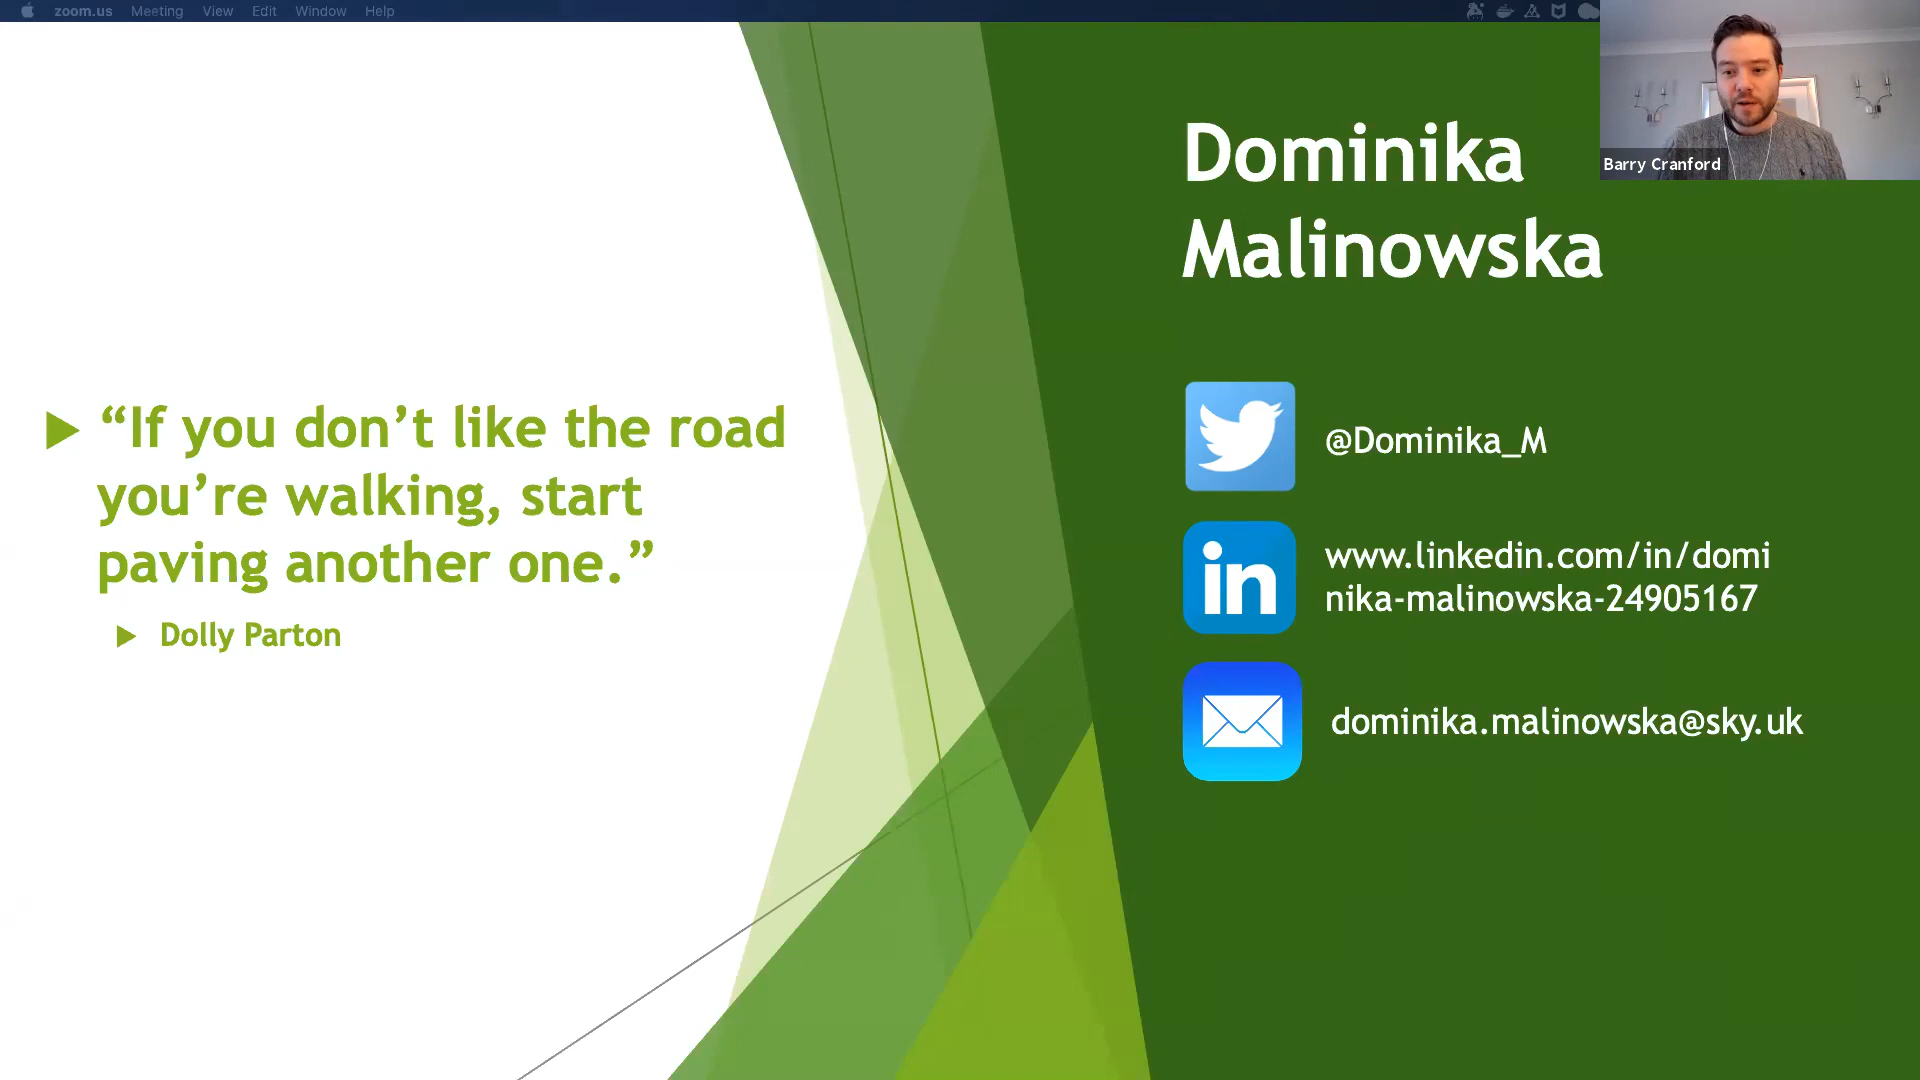 zoom.us Meeting View Edit Window Help
Barry Cranford
“If you don’t like the road
you’re walking, start
paving another one.”
Dolly Parton
Dominika
Malinowska
@Dominika_M
in
www.linkedin.com/in/domi
nika-malinowska-24905167
dominika.malinowska@sky.uk